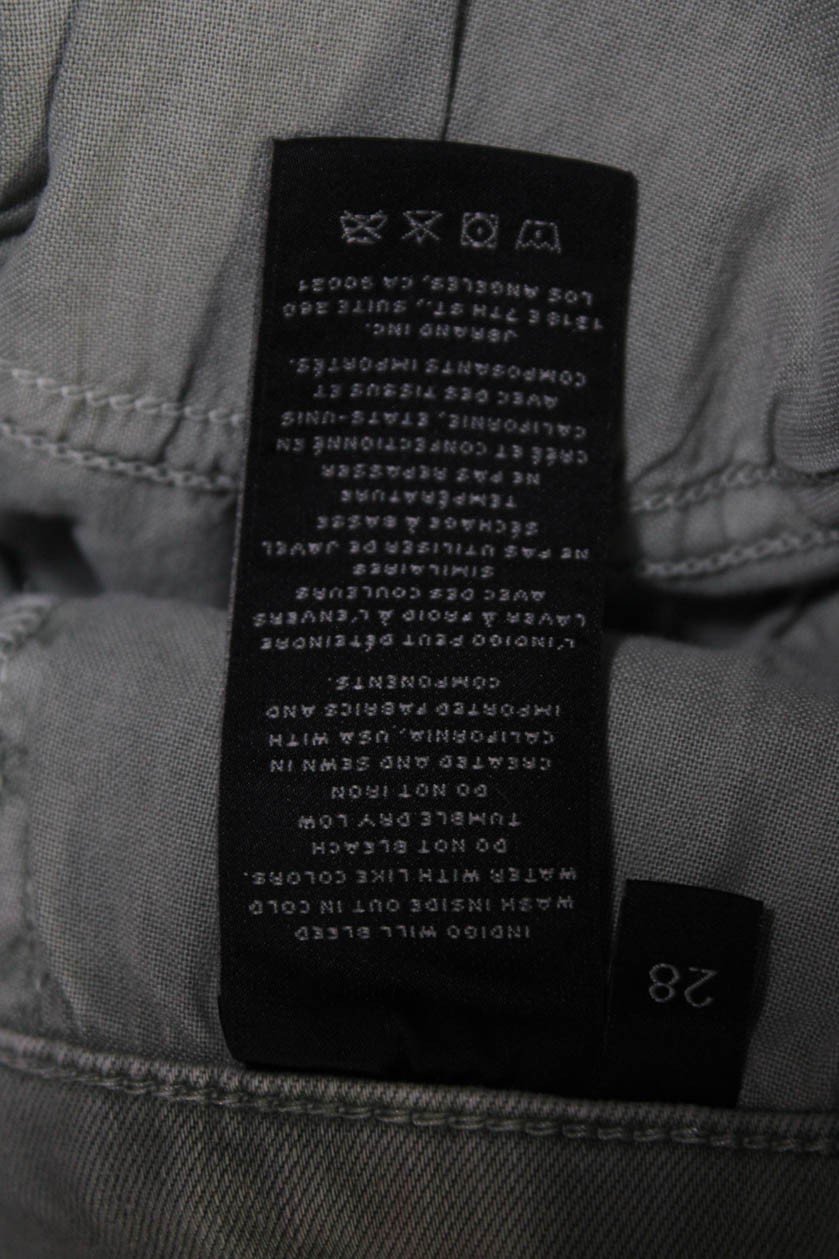 INDIGO WILL BLEED
WASH INSIDE OUT IN COLD
WATER WITH LIKE COLORS.
DO NOT BLEACH
TUMBLE DRY LOW
DO NOT IRON
CREATED AND SEWN IN
CALIFORNIA, USA, WITH
IMPORTED FABRICS AND
COMPONENTS.
L'INDIGO PEUT DÉTEINDRE
LAVER À FROID À L'ENVERS
AVEC DES COULEURS
SIMILAIRES
NE PAS UTILISER DE JAVEL
SÉCHAGE À BASSE
TEMPÉRATURE
NE PAS REPASSER
CRÉÉ ET CONFECTIONNÉ EN
CALIFORNIE, ETATS-UNIS
AVEC DES TISSUS ET
COMPOSANTS IMPORTÉS.
JBRAND INC.
1318 E 7TH ST., SUITE 260
LOS ANGELES, CA 90021
28